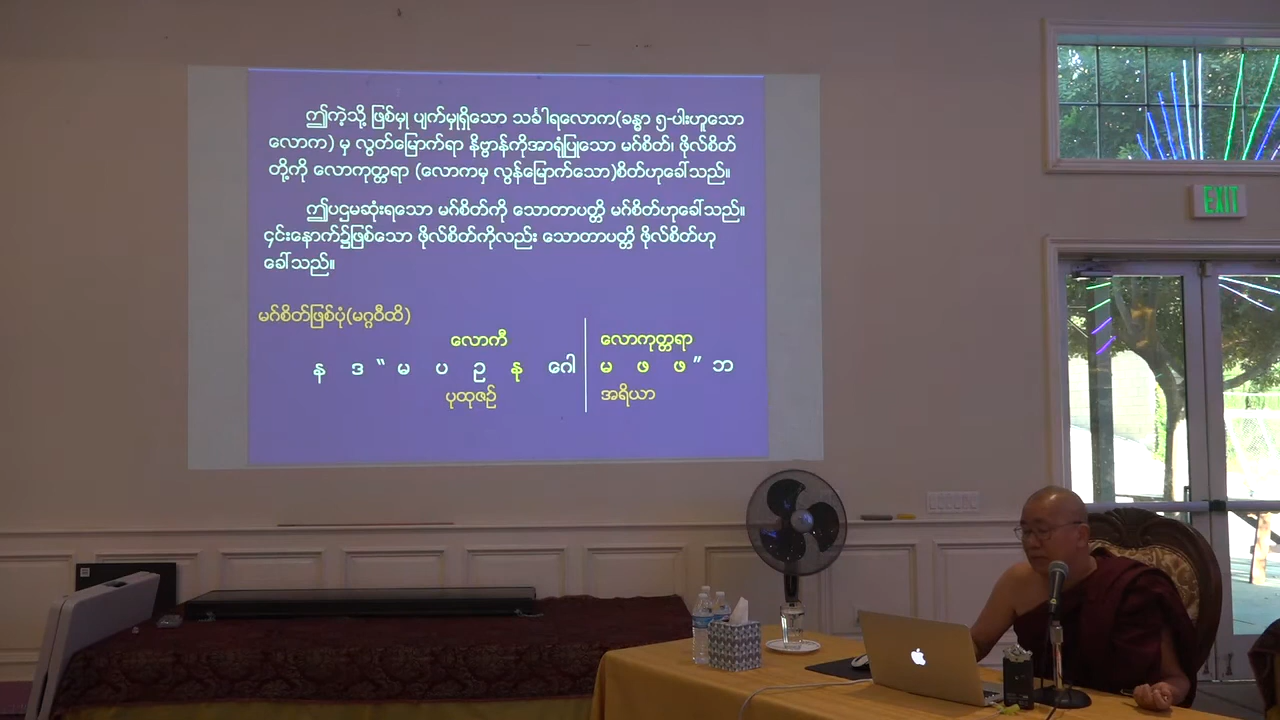 ဤကဲ့သို့ ဖြစ်မှု ပျက်မှုရှိသော သင်္ခါရလောက(ခန္ဓာ ၅-ပါးဟူသော
လောက) မှ လွတ်မြောက်ရာ နိဗ္ဗာန်ကိုအာရုံပြုသော မဂ်စိတ်၊ ဖိုလ်စိတ်
တို့ကို လောကုတ္တရာ (လောကမှ လွန်မြောက်သော)စိတ်ဟုခေါ်သည်။
ဤပဌမဆုံးရသော မဂ်စိတ်ကို သောတာပတ္တိ မဂ်စိတ်ဟုခေါ်သည်။
၎င်းနောက်၌ဖြစ်သော ဖိုလ်စိတ်ကိုလည်း သောတာပတ္တိ ဖိုလ်စိတ်ဟု
ခေါ်သည်။
မဂ်စိတ်ဖြစ်ပုံ(မဂ္ဂဝီထိ)
လောကီ လောကုတ္တရာ
န ဒ “ မ ပ ဥ နု ဂေါ မ ဖ ဖ ” ဘ
ပုထုဇဉ် အရိယာ
EXIT